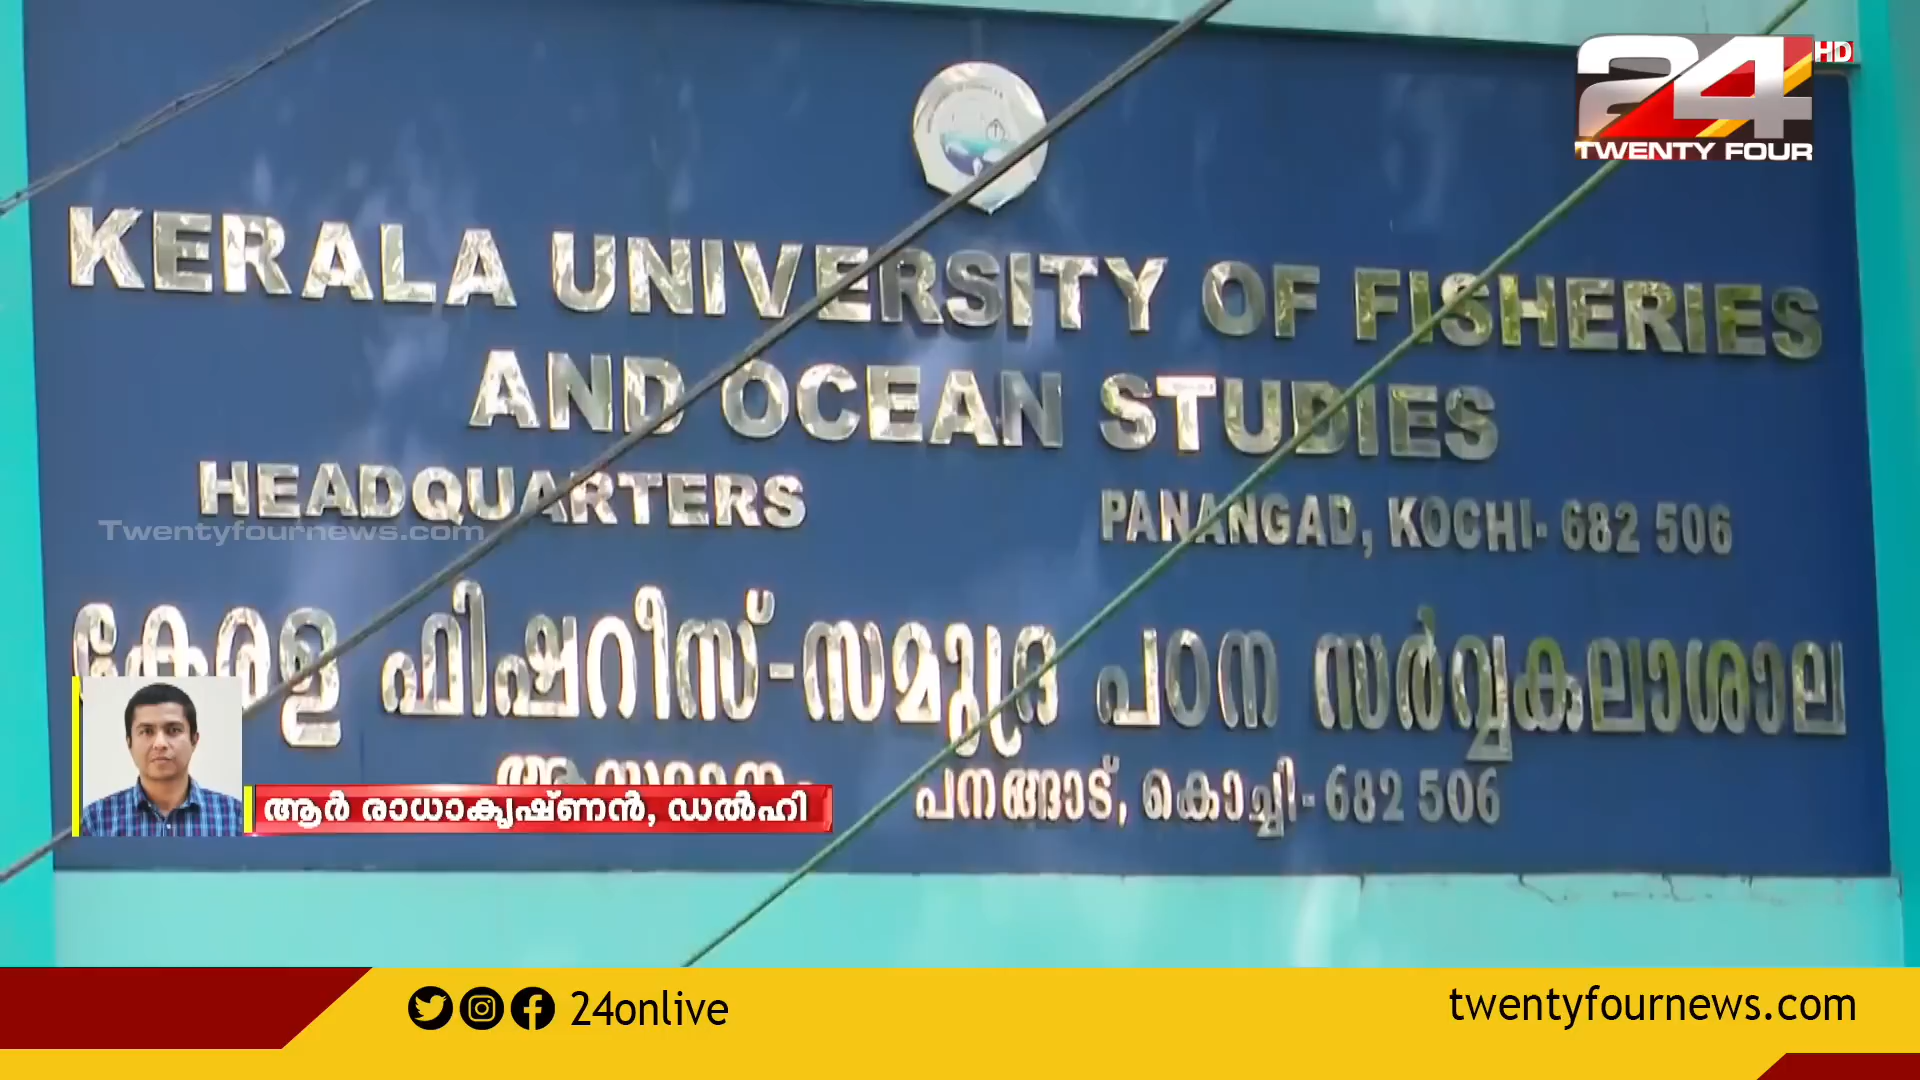 24 HD
TWENTY FOUR
KERALA UNIVERSITY OF FISHERIES
AND OCEAN STUDIES
HEADQUARTERS
PANANGAD, KOCHI- 682 506
Twentyfournews.com
കേരള ഫിഷറീസ്-സമുദ്ര പഠന സർവ്വകലാശാല
പനങ്ങാട്, കൊച്ചി- 682 506
ആർ രാധാകൃഷ്ണൻ, ഡൽഹി
24onlive
twentyfournews.com